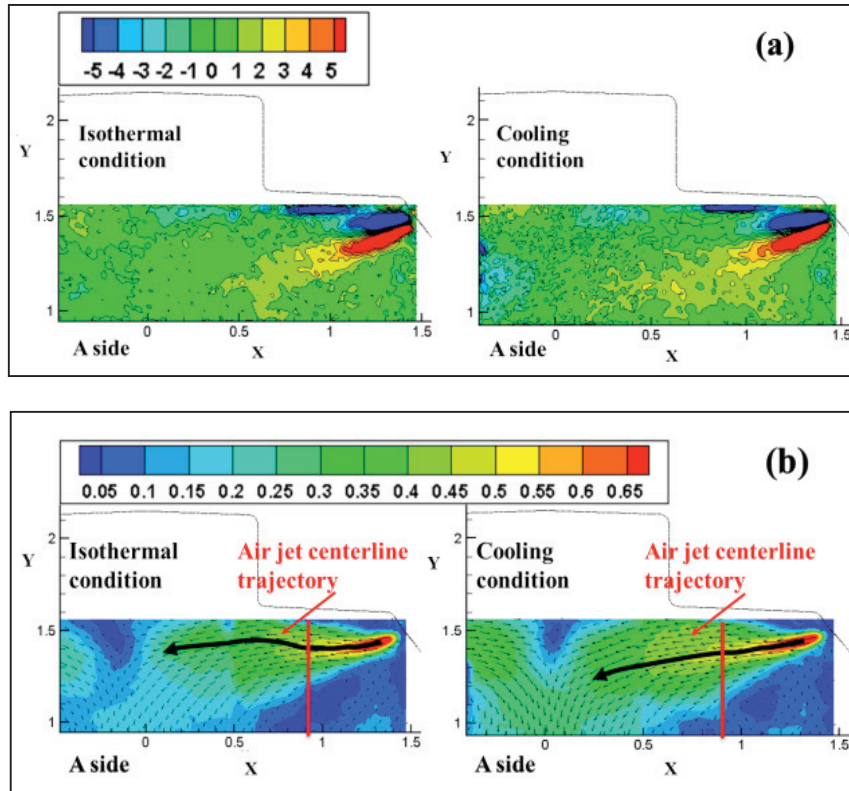 -5 -4 -3 -2 -1 0 1 2 3 4 5
(a)
2
Y
Isothermal
condition
1.5
1
0 0.5 1 1.5
A side X
2
Y
Cooling
condition
1.5
1
0 0.5 1 1.5
A side X
0.05 0.1 0.15 0.2 0.25 0.3 0.35 0.4 0.45 0.5 0.55 0.6 0.65
(b)
2
Y
Isothermal
condition
Air jet centerline
trajectory
1.5
1
0 0.5 1 1.5
A side X
2
Y
Cooling
condition
Air jet centerline
trajectory
1.5
1
0 0.5 1 1.5
A side X